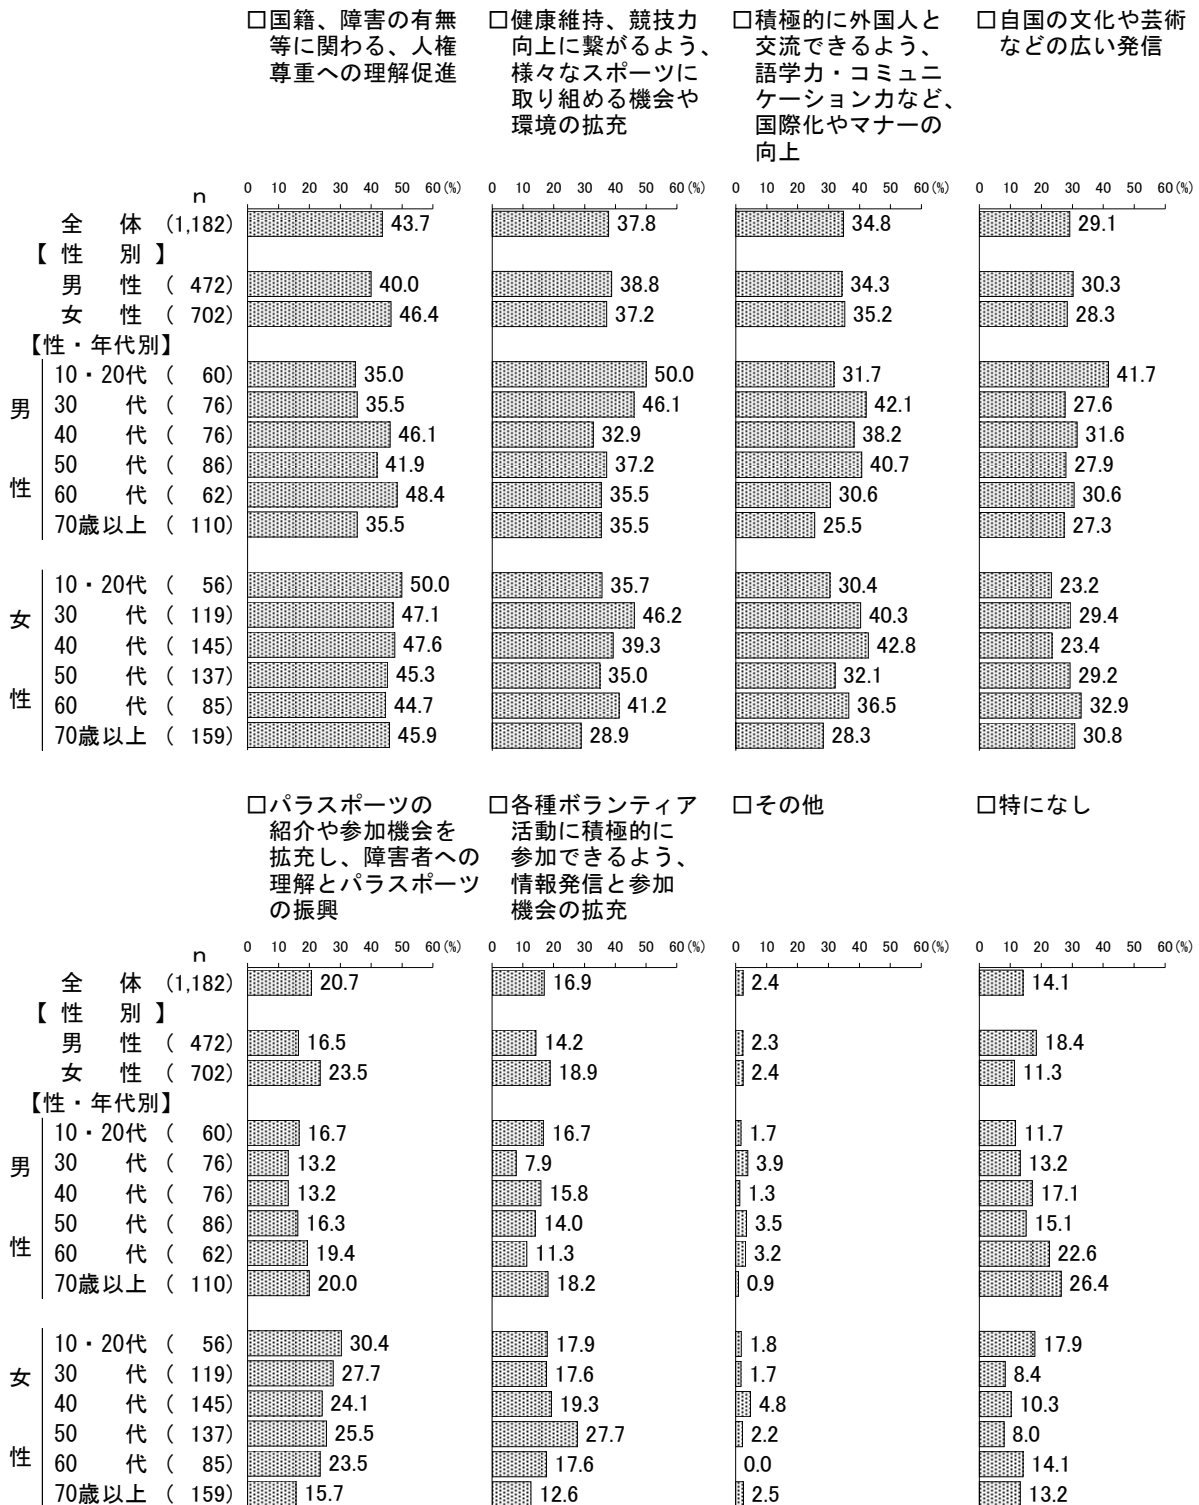 □国籍、障害の有無
等に関わる、人権
尊重への理解促進
□健康維持、競技力
向上に繋がるよう、
様々なスポーツに
取り組める機会や
環境の拡充
□積極的に外国人と
交流できるよう、
語学力・コミュニ
ケーション力など、
国際化やマナーの
向上
□自国の文化や芸術
などの広い発信
n 0 10 20 30 40 50 60(%) 0 10 20 30 40 50 60(%) 0 10 20 30 40 50 60(%) 0 10 20 30 40 50 60(%)
全 体 (1,182) 43.7 37.8 34.8 29.1
【 性 別 】
男 性 ( 472) 40.0 38.8 34.3 30.3
女 性 ( 702) 46.4 37.2 35.2 28.3
【性・年代別】
男性
10・20代 ( 60) 35.0 50.0 31.7 41.7
30 代 ( 76) 35.5 46.1 42.1 27.6
40 代 ( 76) 46.1 32.9 38.2 31.6
50 代 ( 86) 41.9 37.2 40.7 27.9
60 代 ( 62) 48.4 35.5 30.6 30.6
70歳以上 ( 110) 35.5 35.5 25.5 27.3
女性
10・20代 ( 56) 50.0 35.7 30.4 23.2
30 代 ( 119) 47.1 46.2 40.3 29.4
40 代 ( 145) 47.6 39.3 42.8 23.4
50 代 ( 137) 45.3 35.0 32.1 29.2
60 代 ( 85) 44.7 41.2 36.5 32.9
70歳以上 ( 159) 45.9 28.9 28.3 30.8
□パラスポーツの
紹介や参加機会を
拡充し、障害者への
理解とパラスポーツ
の振興
□各種ボランティア
活動に積極的に
参加できるよう、
情報発信と参加
機会の拡充
□その他
□特になし
n 0 10 20 30 40 50 60(%) 0 10 20 30 40 50 60(%) 0 10 20 30 40 50 60(%) 0 10 20 30 40 50 60(%)
全 体 (1,182) 20.7 16.9 2.4 14.1
【 性 別 】
男 性 ( 472) 16.5 14.2 2.3 18.4
女 性 ( 702) 23.5 18.9 2.4 11.3
【性・年代別】
男性
10・20代 ( 60) 16.7 16.7 1.7 11.7
30 代 ( 76) 13.2 7.9 3.9 13.2
40 代 ( 76) 13.2 15.8 1.3 17.1
50 代 ( 86) 16.3 14.0 3.5 15.1
60 代 ( 62) 19.4 11.3 3.2 22.6
70歳以上 ( 110) 20.0 18.2 0.9 26.4
女性
10・20代 ( 56) 30.4 17.9 1.8 17.9
30 代 ( 119) 27.7 17.6 1.7 8.4
40 代 ( 145) 24.1 19.3 4.8 10.3
50 代 ( 137) 25.5 27.7 2.2 8.0
60 代 ( 85) 23.5 17.6 0.0 14.1
70歳以上 ( 159) 15.7 12.6 2.5 13.2